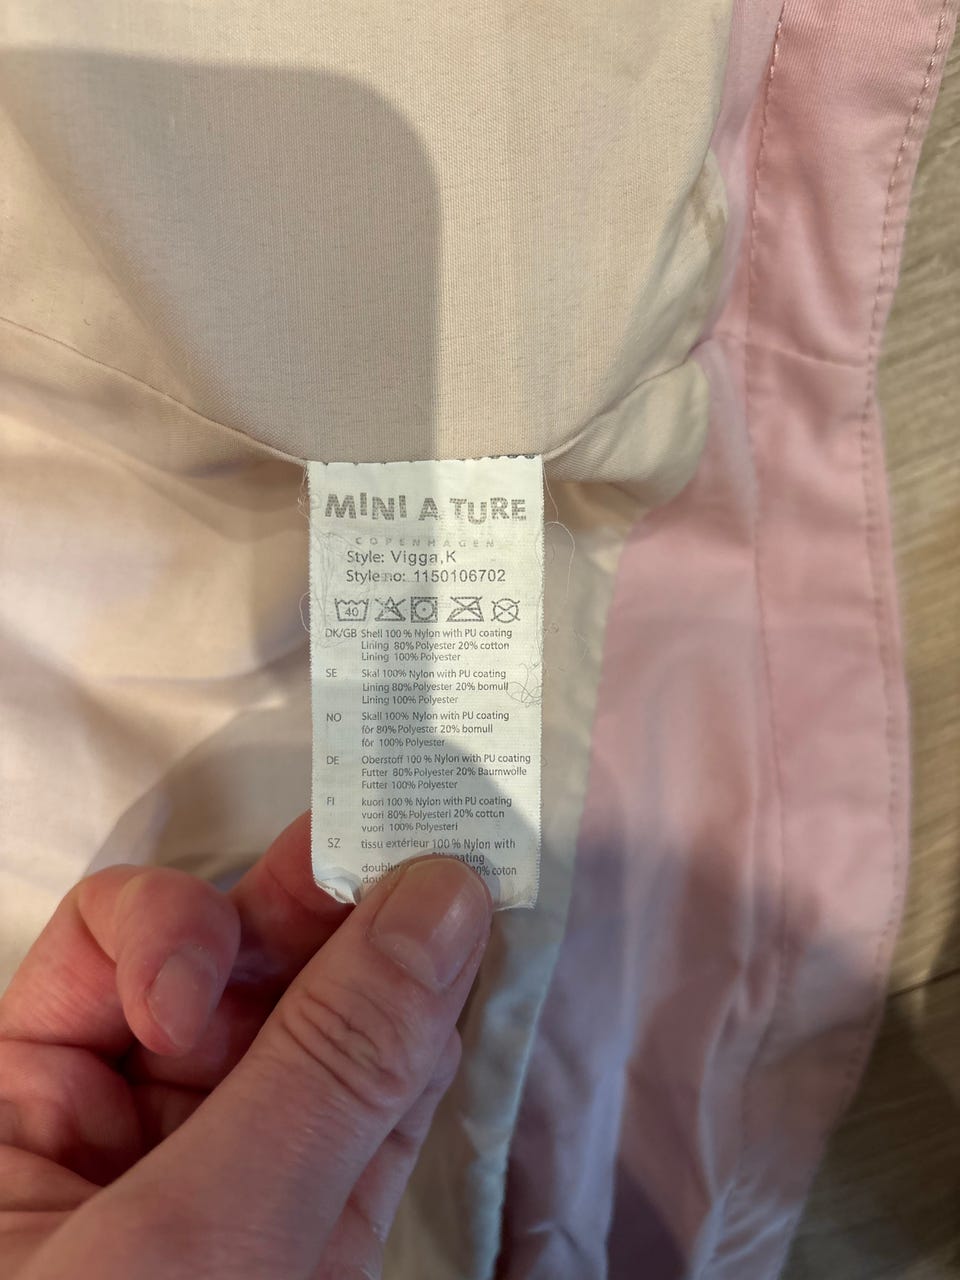 MINI A TURE
COPENHAGEN
Style: Vigga,K
Style no: 1150106702
40
DK/GB Shell 100 % Nylon with PU coating
Lining 80% Polyester 20% cotton
Lining 100% Polyester
SE Skal 100% Nylon with PU coating
Lining 80% Polyester 20% bomull
Lining 100% Polyester
NO Skall 100% Nylon with PU coating
fôr 80% Polyester 20% bomull
fôr 100% Polyester
DE Oberstoff 100 % Nylon with PU coating
Futter 80% Polyester 20% Baumwolle
Futter 100% Polyester
FI kuori 100 % Nylon with PU coating
vuori 80% Polyesteri 20% cotton
vuori 100% Polyesteri
SZ tissu extérieur 100 % Nylon with
coating
coton